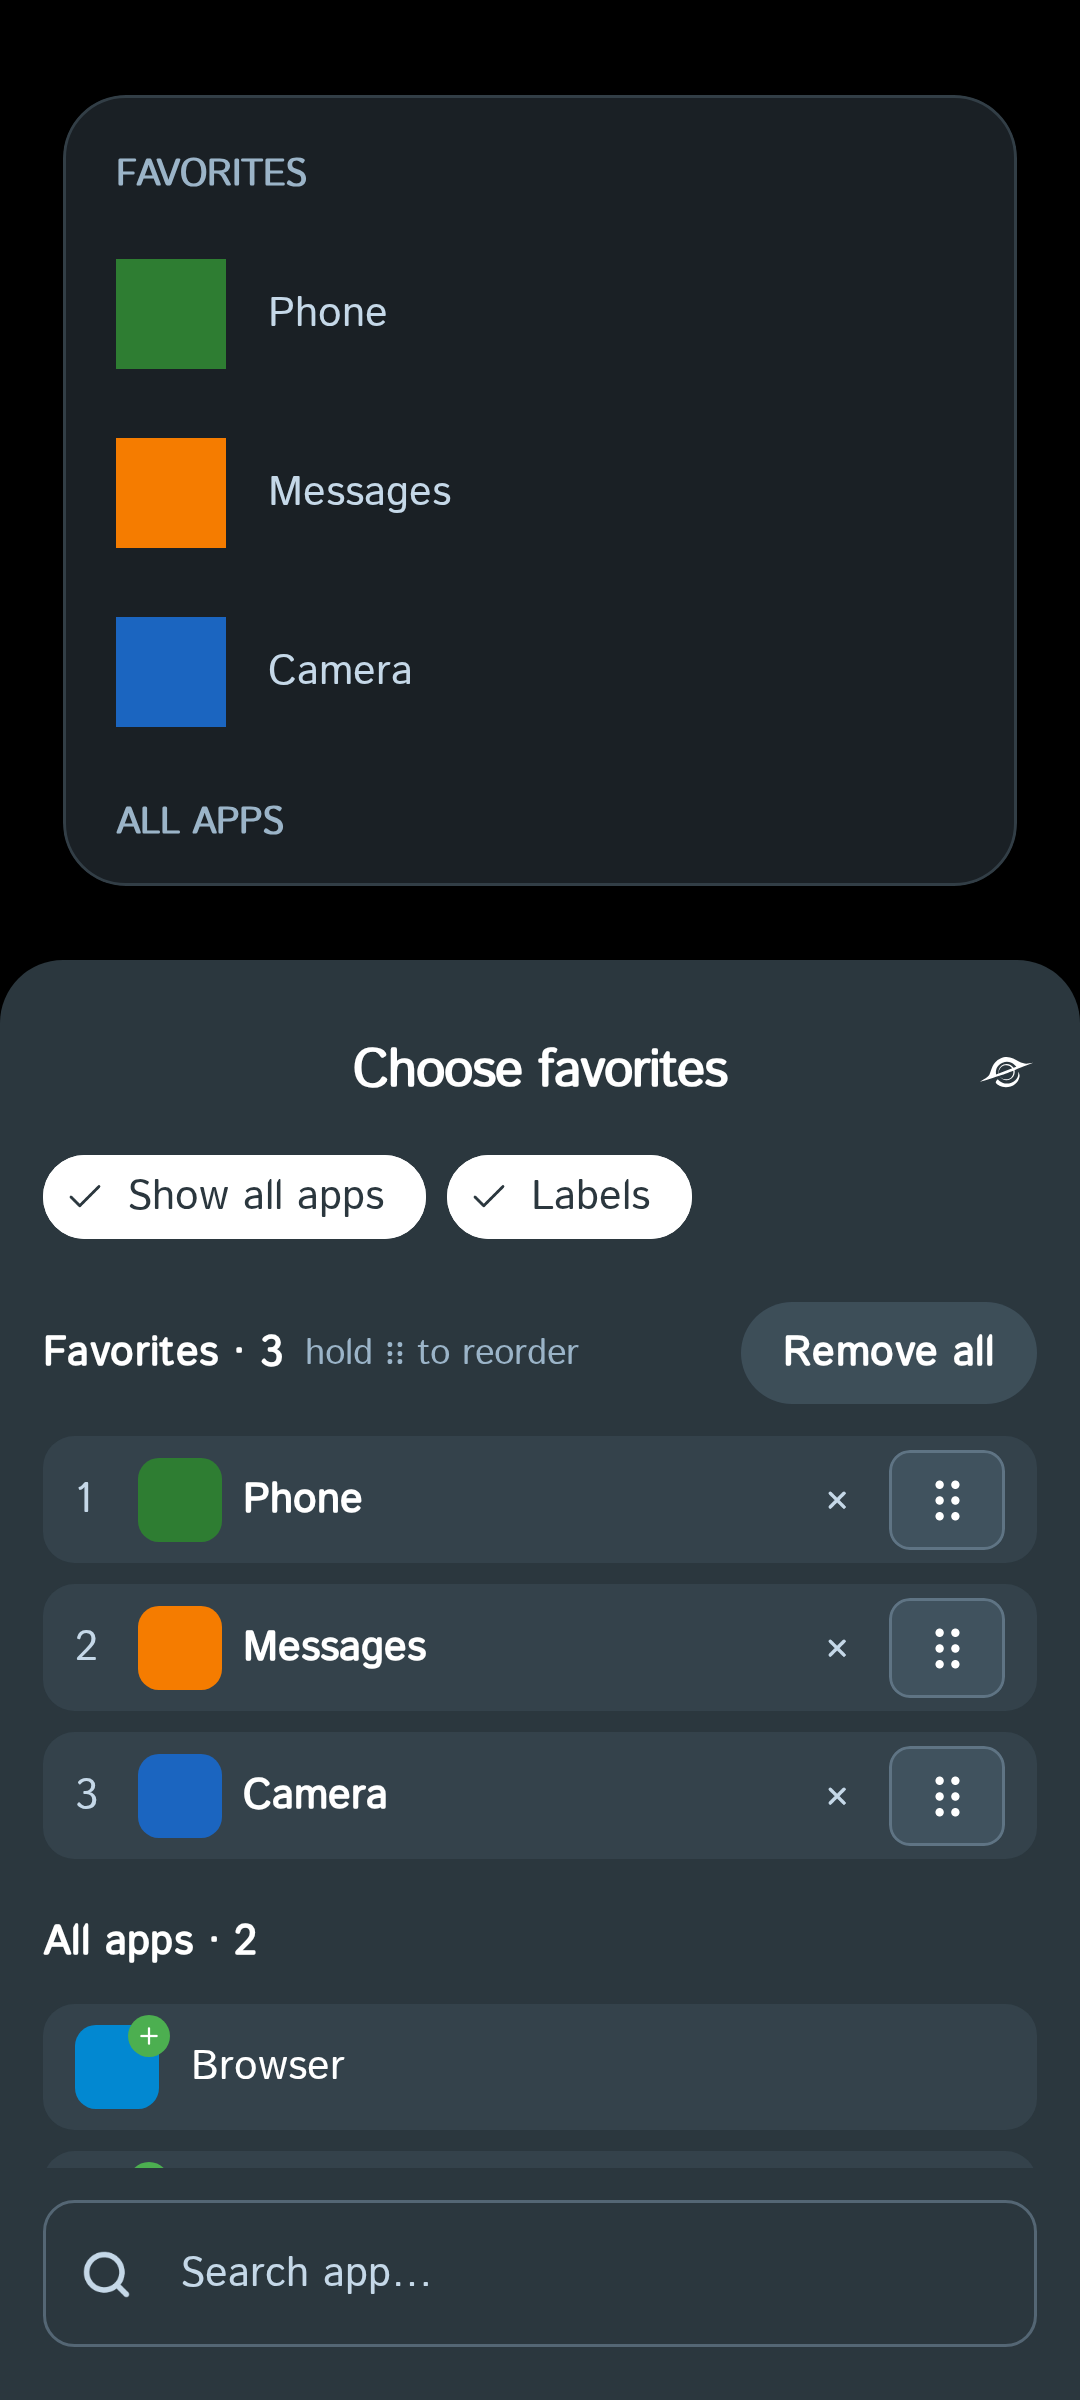 FAVORITES
Phone
Messages
Camera
ALL APPS
Choose favorites
Show all apps
Labels
Favorites · 3 hold ⠿ to reorder
Remove all
1 Phone ×
2 Messages ×
3 Camera ×
All apps · 2
Browser
Search app...